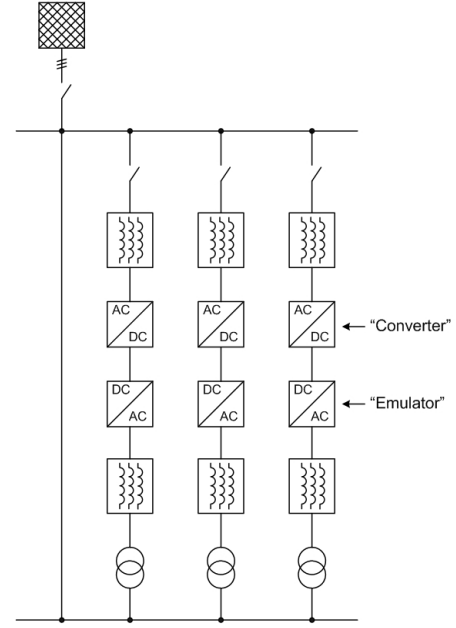 AC AC AC
DC DC DC
“Converter”
DC DC DC
AC AC AC
“Emulator”